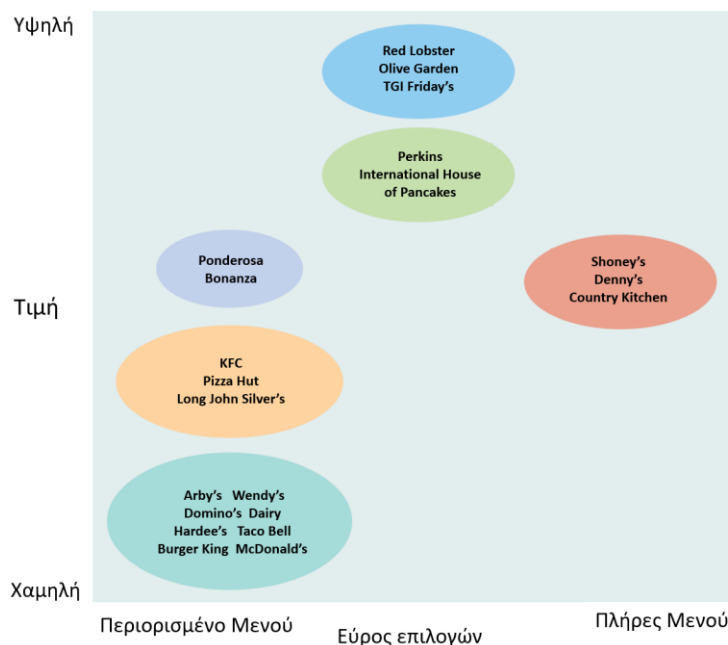 Υψηλή
Red Lobster
Olive Garden
TGI Friday's
Perkins
International House
of Pancakes
Ponderosa
Bonanza
Shoney's
Denny's
Country Kitchen
Τιμή
KFC
Pizza Hut
Long John Silver's
Arby's Wendy's
Domino's Dairy
Hardee's Taco Bell
Burger King McDonald's
Χαμηλή
Περιορισμένο Μενού
Εύρος επιλογών
Πλήρες Μενού